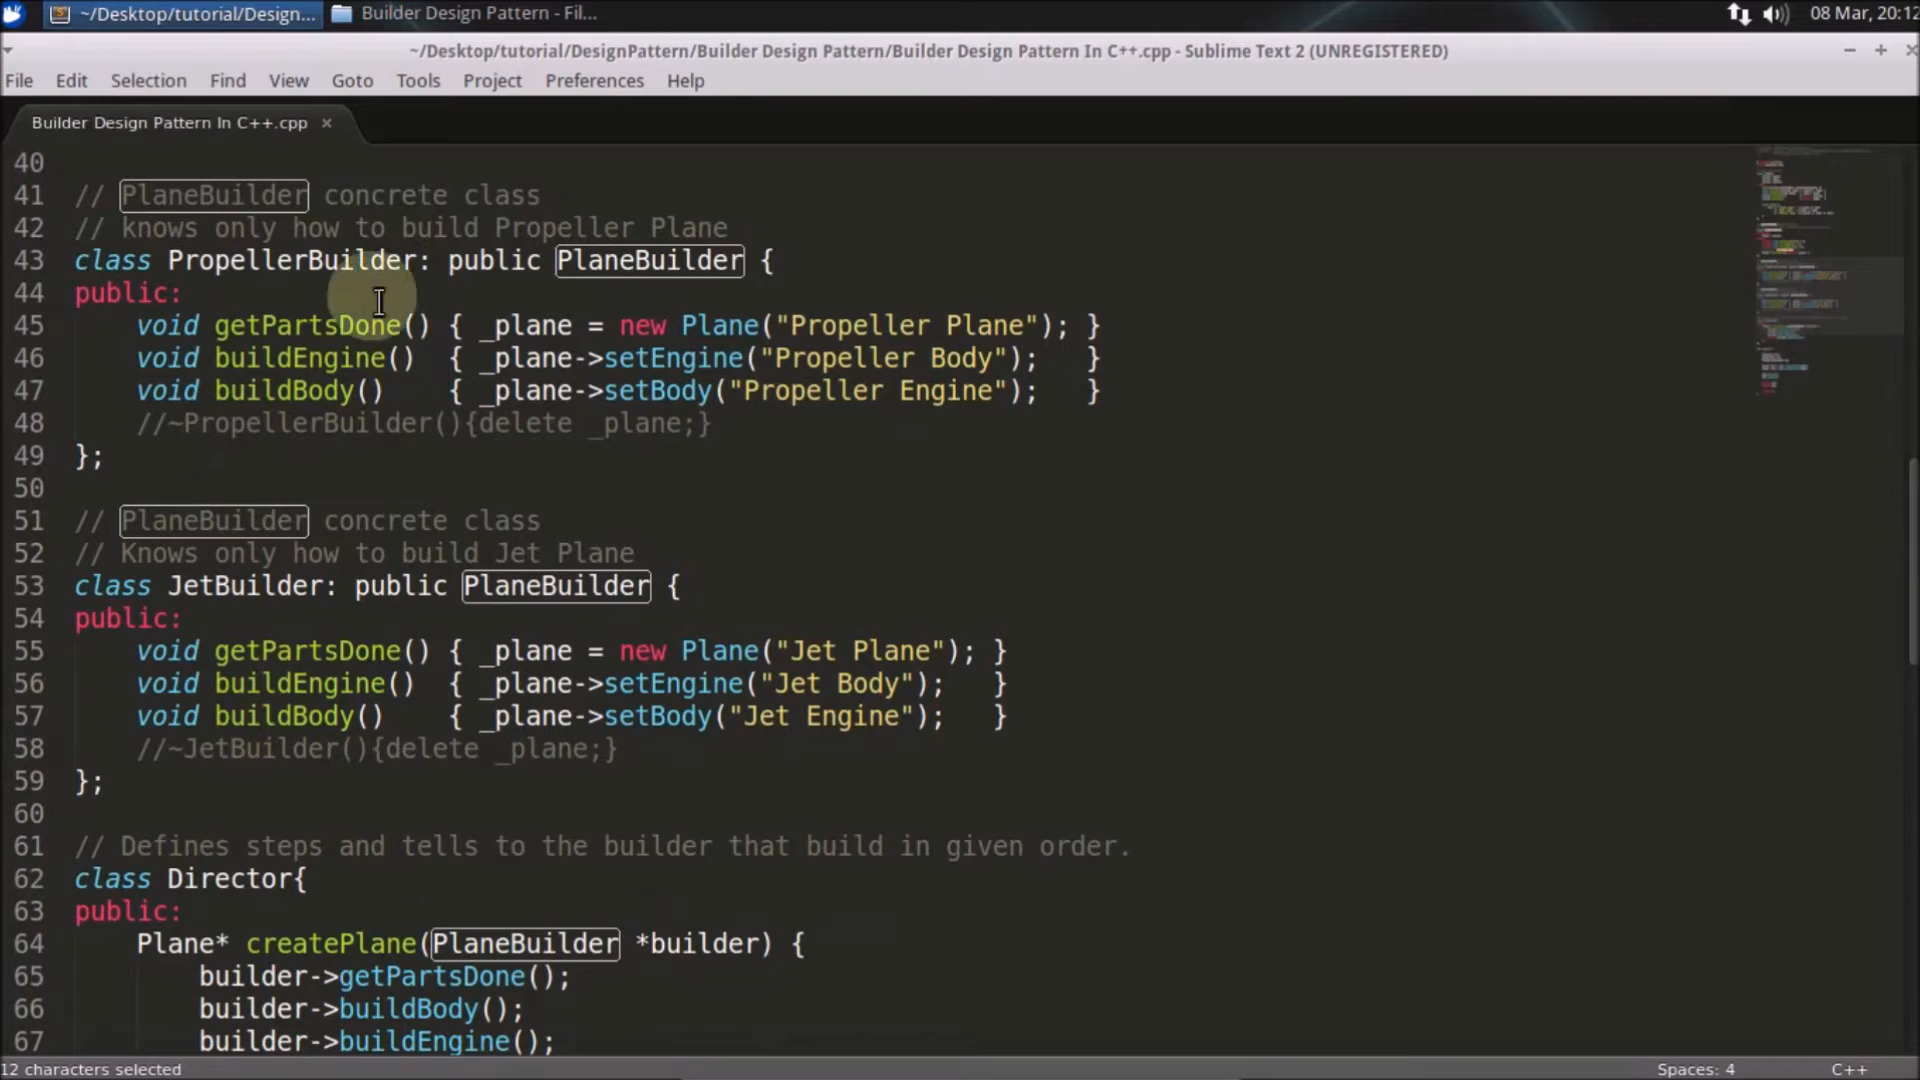 ~/Desktop/tutorial/Design...
Builder Design Pattern - Fil...
08 Mar, 20:12
~/Desktop/tutorial/DesignPattern/Builder Design Pattern/Builder Design Pattern In C++.cpp - Sublime Text 2 (UNREGISTERED)
File Edit Selection Find View Goto Tools Project Preferences Help
Builder Design Pattern In C++.cpp ×
40
41 // PlaneBuilder concrete class
42 // knows only how to build Propeller Plane
43 class PropellerBuilder: public PlaneBuilder {
44 public:
45 void getPartsDone() { _plane = new Plane("Propeller Plane"); }
46 void buildEngine() { _plane->setEngine("Propeller Body"); }
47 void buildBody() { _plane->setBody("Propeller Engine"); }
48 //~PropellerBuilder(){delete _plane;}
49 };
50
51 // PlaneBuilder concrete class
52 // Knows only how to build Jet Plane
53 class JetBuilder: public PlaneBuilder {
54 public:
55 void getPartsDone() { _plane = new Plane("Jet Plane"); }
56 void buildEngine() { _plane->setEngine("Jet Body"); }
57 void buildBody() { _plane->setBody("Jet Engine"); }
58 //~JetBuilder(){delete _plane;}
59 };
60
61 // Defines steps and tells to the builder that build in given order.
62 class Director{
63 public:
64 Plane* createPlane(PlaneBuilder *builder) {
65 builder->getPartsDone();
66 builder->buildBody();
67 builder->buildEngine();
12 characters selected
Spaces: 4
C++